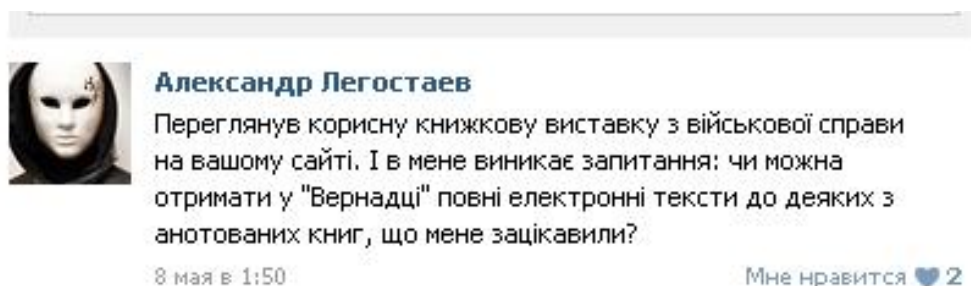 Александр Легостаев
Переглянув корисну книжкову виставку з військової справи
на вашому сайті. І в мене виникає запитання: чи можна
отримати у "Вернадці" повні електронні тексти до деяких з
анотованих книг, що мене зацікавили?
8 мая в 1:50 Мне нравится 2